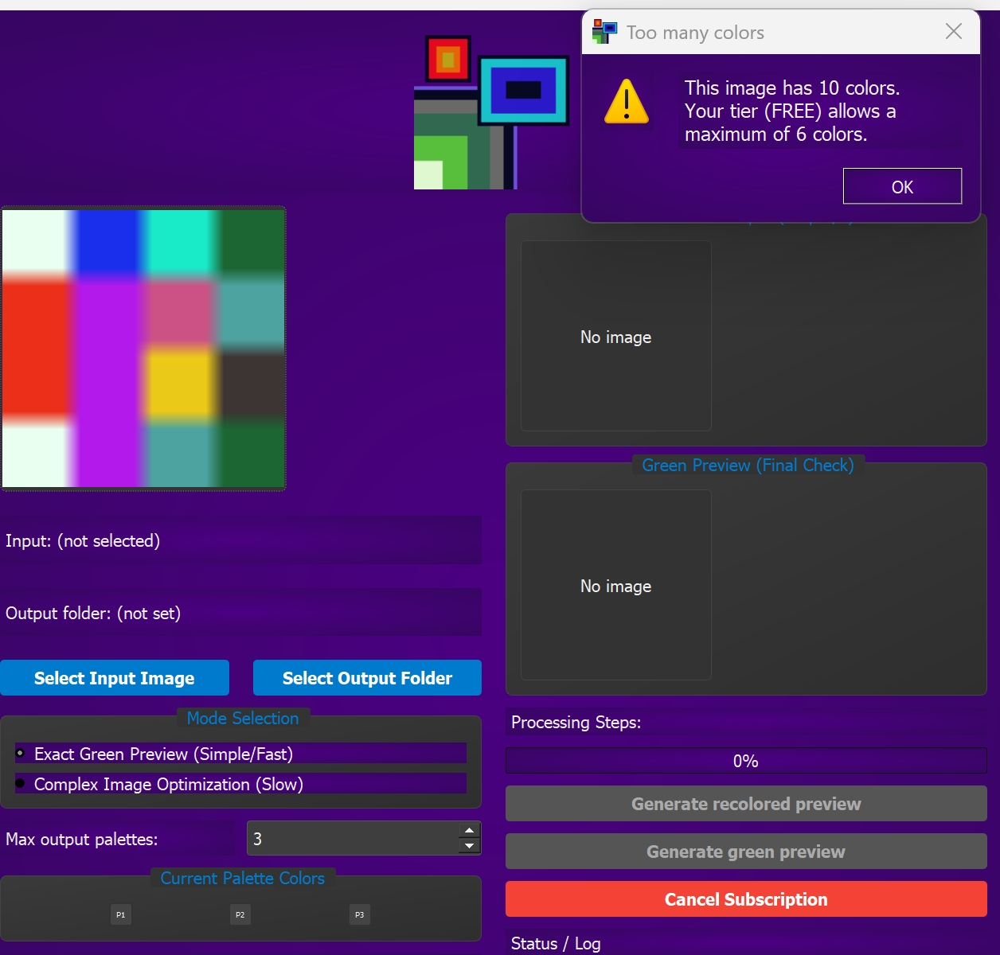 Too many colors
This image has 10 colors.
Your tier (FREE) allows a
maximum of 6 colors.
OK
No image
Green Preview (Final Check)
No image
Input: (not selected)
Output folder: (not set)
Select Input Image
Select Output Folder
Mode Selection
Exact Green Preview (Simple/Fast)
Complex Image Optimization (Slow)
Max output palettes:
3
Current Palette Colors
P1
P2
P3
Processing Steps:
0%
Generate recolored preview
Generate green preview
Cancel Subscription
Status / Log